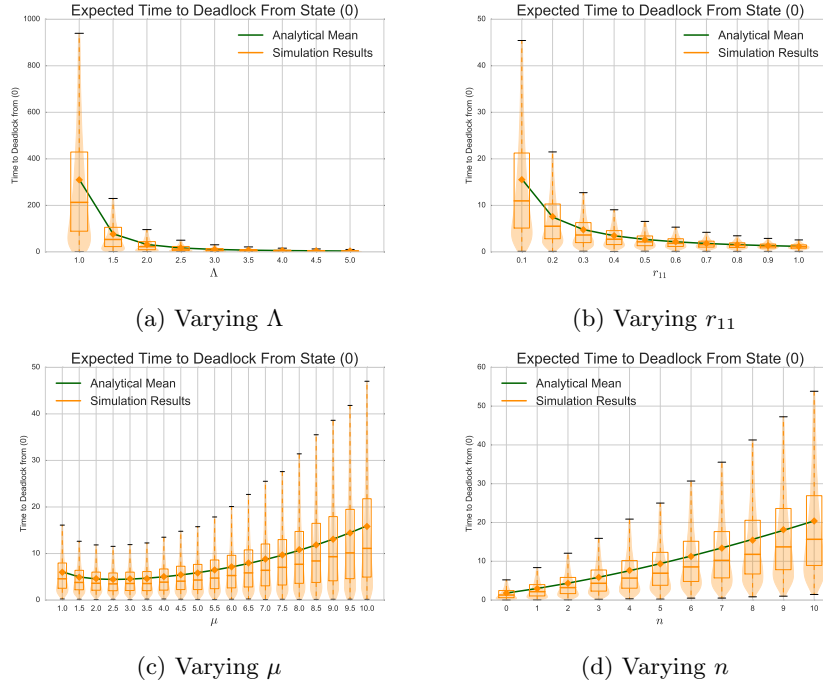 Expected Time to Deadlock From State (0)
1000
800
600
400
200
0
Time to Deadlock from (0)
Analytical Mean
Simulation Results
1.0 1.5 2.0 2.5 3.0 3.5 4.0 4.5 5.0
Λ
(a) Varying Λ
Expected Time to Deadlock From State (0)
50
40
30
20
10
0
Time to Deadlock from (0)
Analytical Mean
Simulation Results
0.1 0.2 0.3 0.4 0.5 0.6 0.7 0.8 0.9 1.0
r₁₁
(b) Varying r₁₁
Expected Time to Deadlock From State (0)
50
40
30
20
10
0
Time to Deadlock from (0)
Analytical Mean
Simulation Results
1.0 1.5 2.0 2.5 3.0 3.5 4.0 4.5 5.0 5.5 6.0 6.5 7.0 7.5 8.0 8.5 9.0 9.5 10.0
μ
(c) Varying μ
Expected Time to Deadlock From State (0)
60
50
40
30
20
10
0
Time to Deadlock from (0)
Analytical Mean
Simulation Results
0 1 2 3 4 5 6 7 8 9 10
n
(d) Varying n